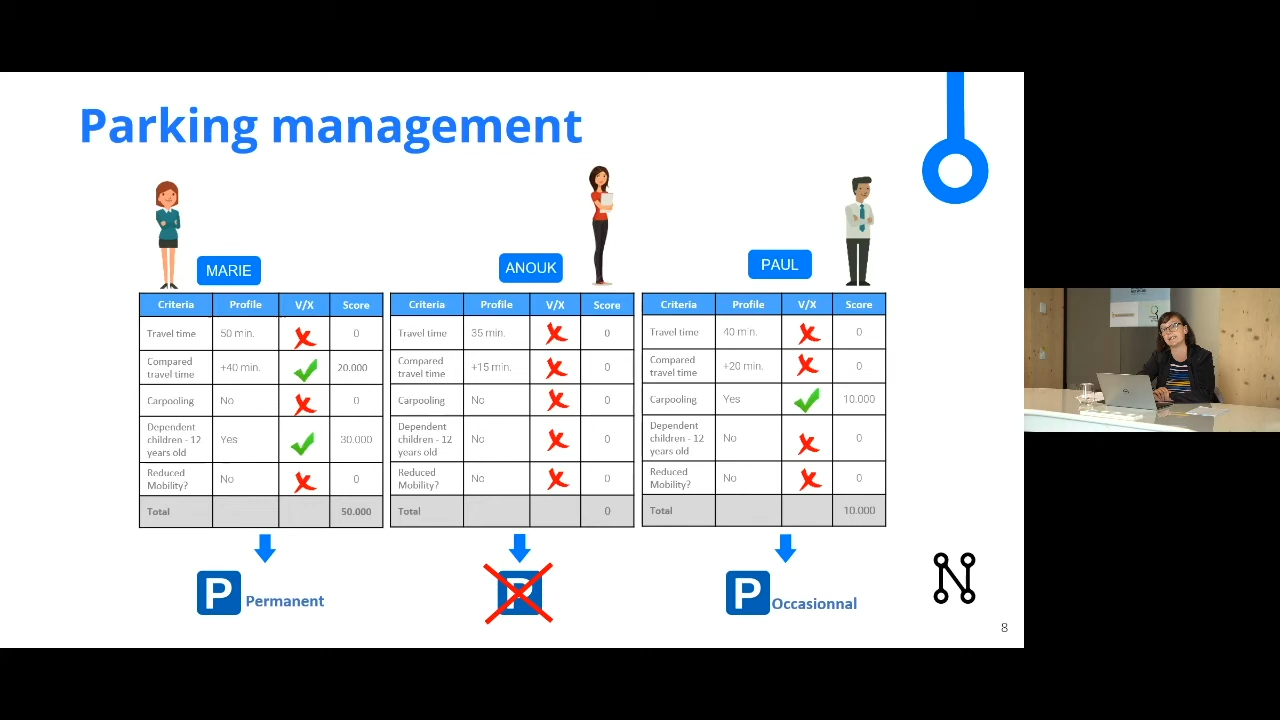 Parking management
MARIE
Criteria Profile V/X Score
Travel time 50 min. 0
Compared
travel time +40 min. 20.000
Carpooling No 0
Dependent
children - 12
years old Yes 30.000
Reduced
Mobility? No 0
Total 50.000
P Permanent
ANOUK
Criteria Profile V/X Score
Travel time 35 min. 0
Compared
travel time +15 min. 0
Carpooling No 0
Dependent
children - 12
years old No 0
Reduced
Mobility? No 0
Total 0
P
PAUL
Criteria Profile V/X Score
Travel time 40 min. 0
Compared
travel time +20 min. 0
Carpooling Yes 10.000
Dependent
children - 12
years old No 0
Reduced
Mobility? No 0
Total 10.000
P Occasionnal
N
8